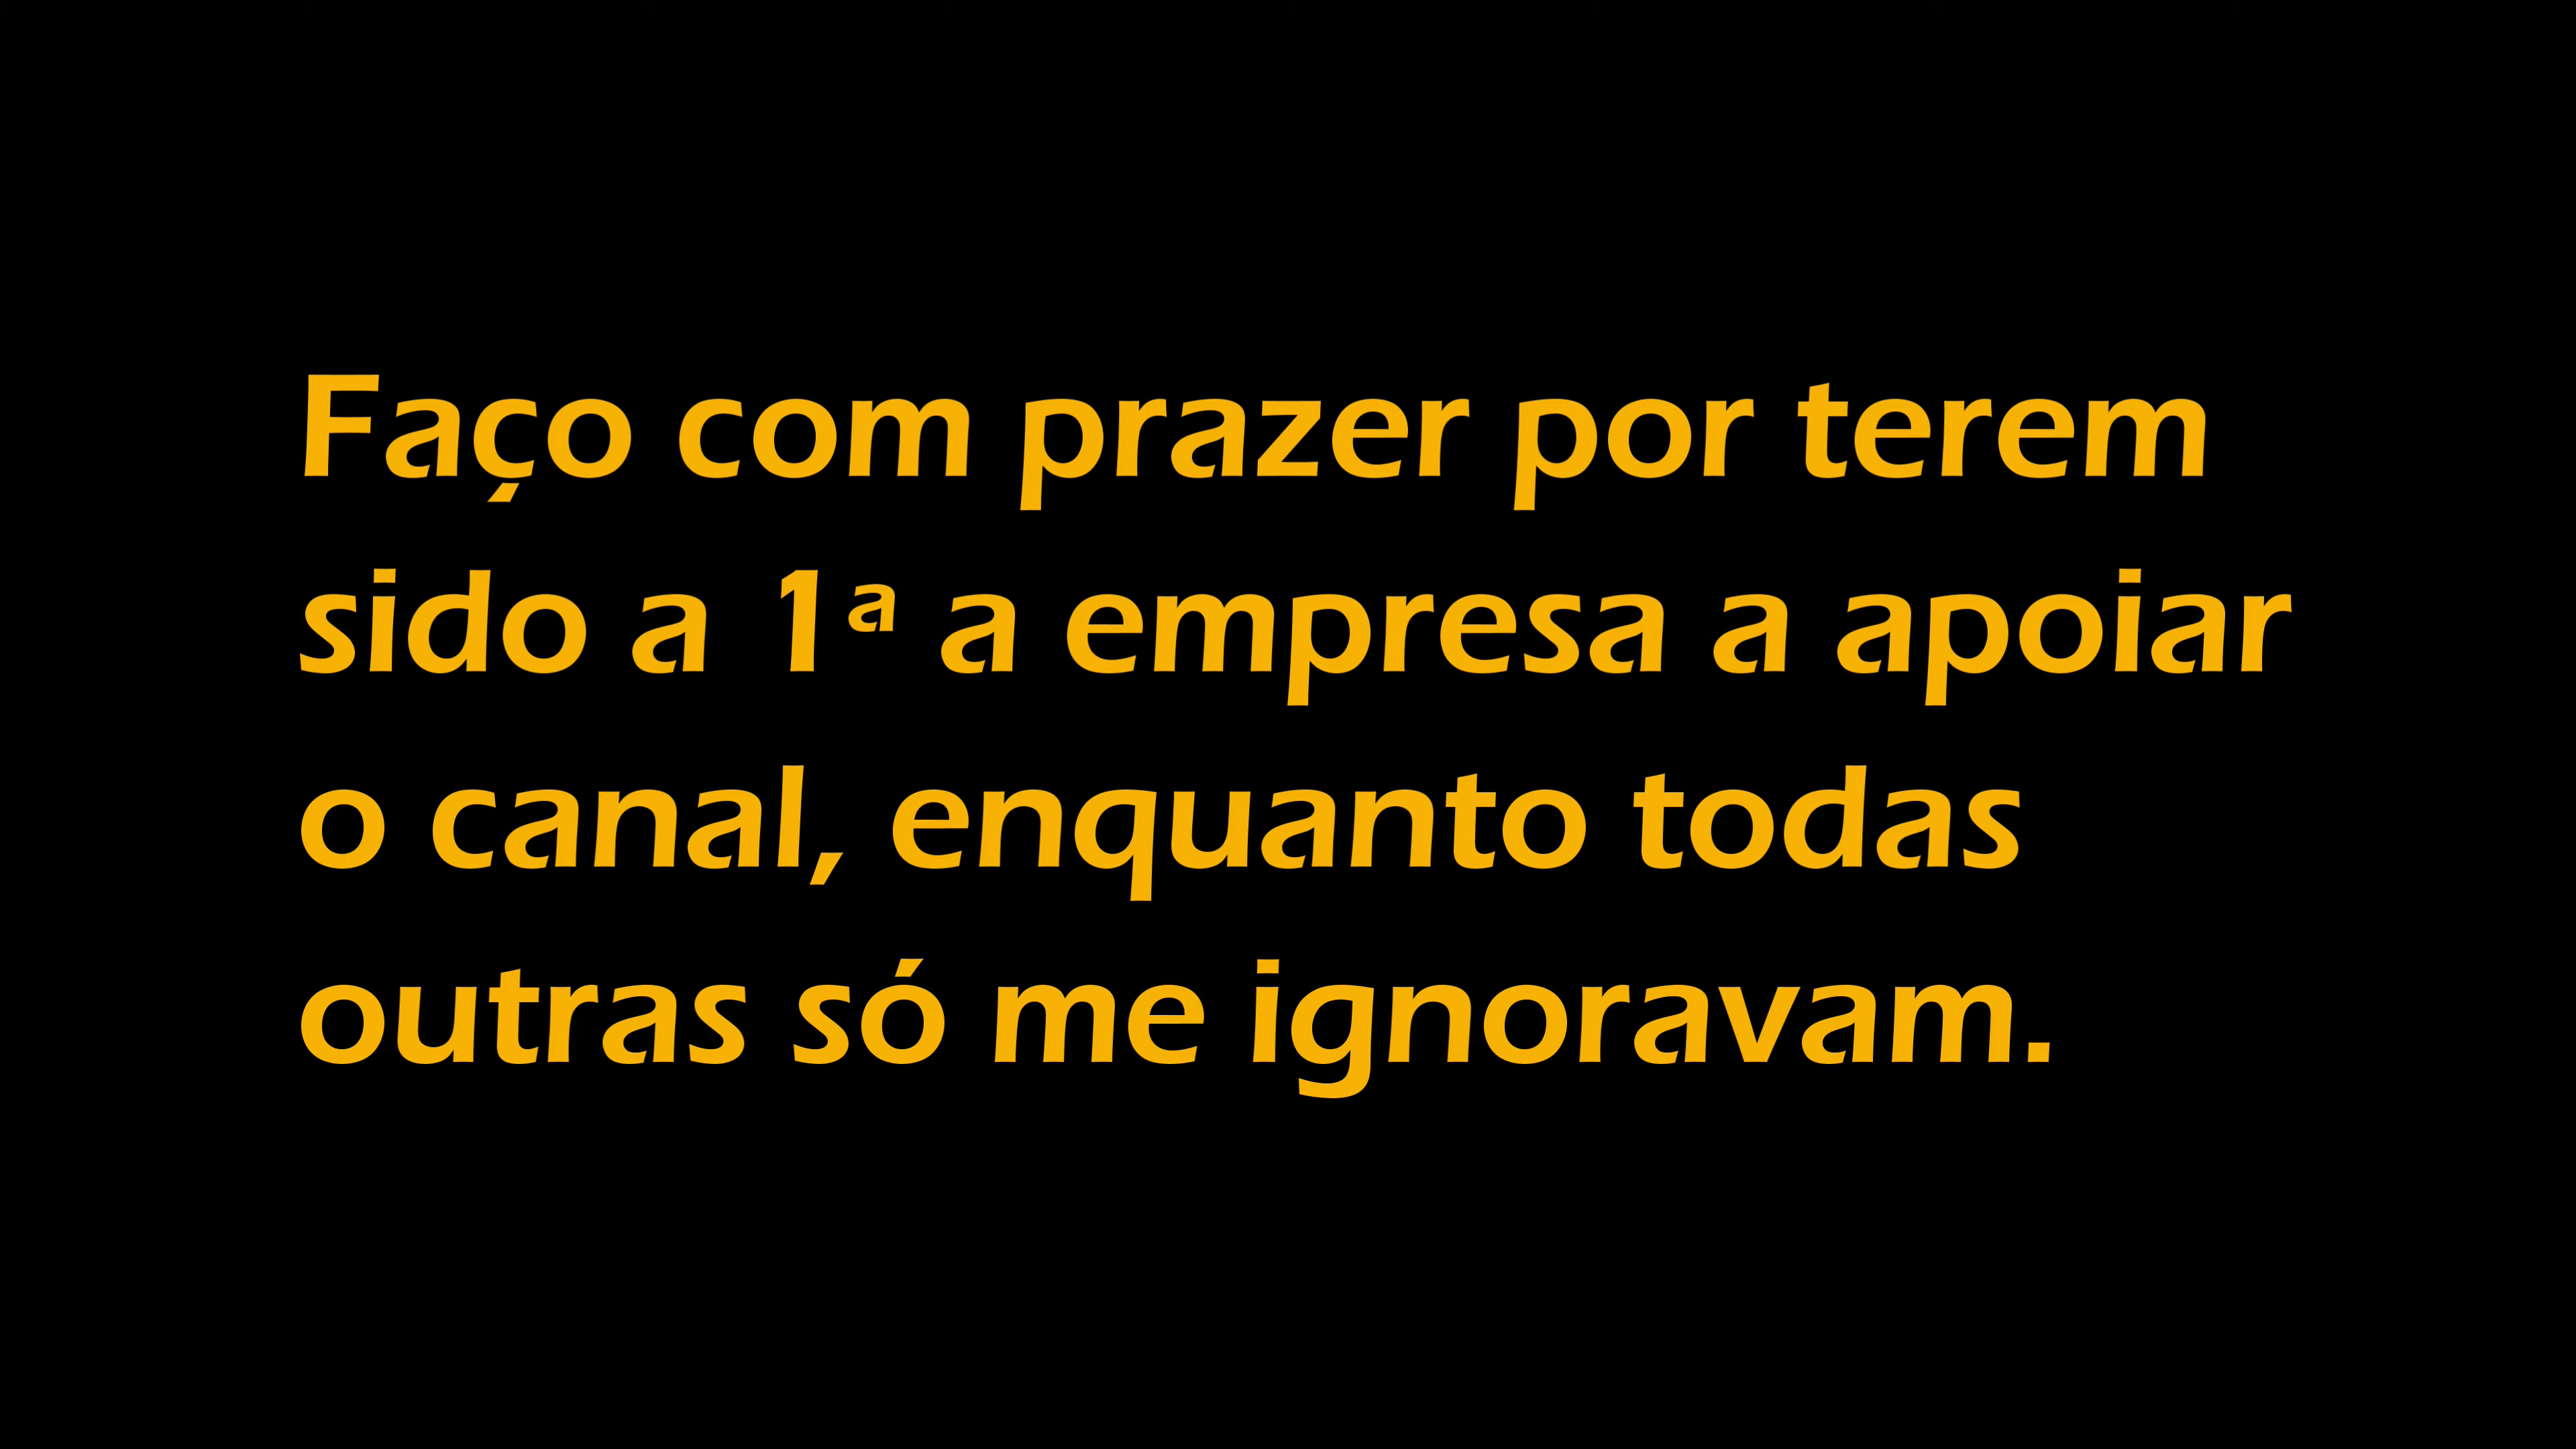 Faço com prazer por terem
sido a 1ª a empresa a apoiar
o canal, enquanto todas
outras só me ignoravam.